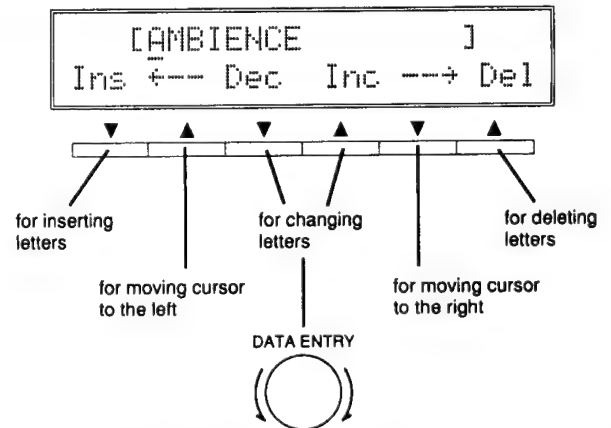 [AMBIENCE ]
Ins ←-- Dec Inc --→ Del
▼ ▲ ▼ ▲ ▼ ▲
for inserting
letters
for changing
letters
for deleting
letters
for moving cursor
to the left
for moving cursor
to the right
DATA ENTRY